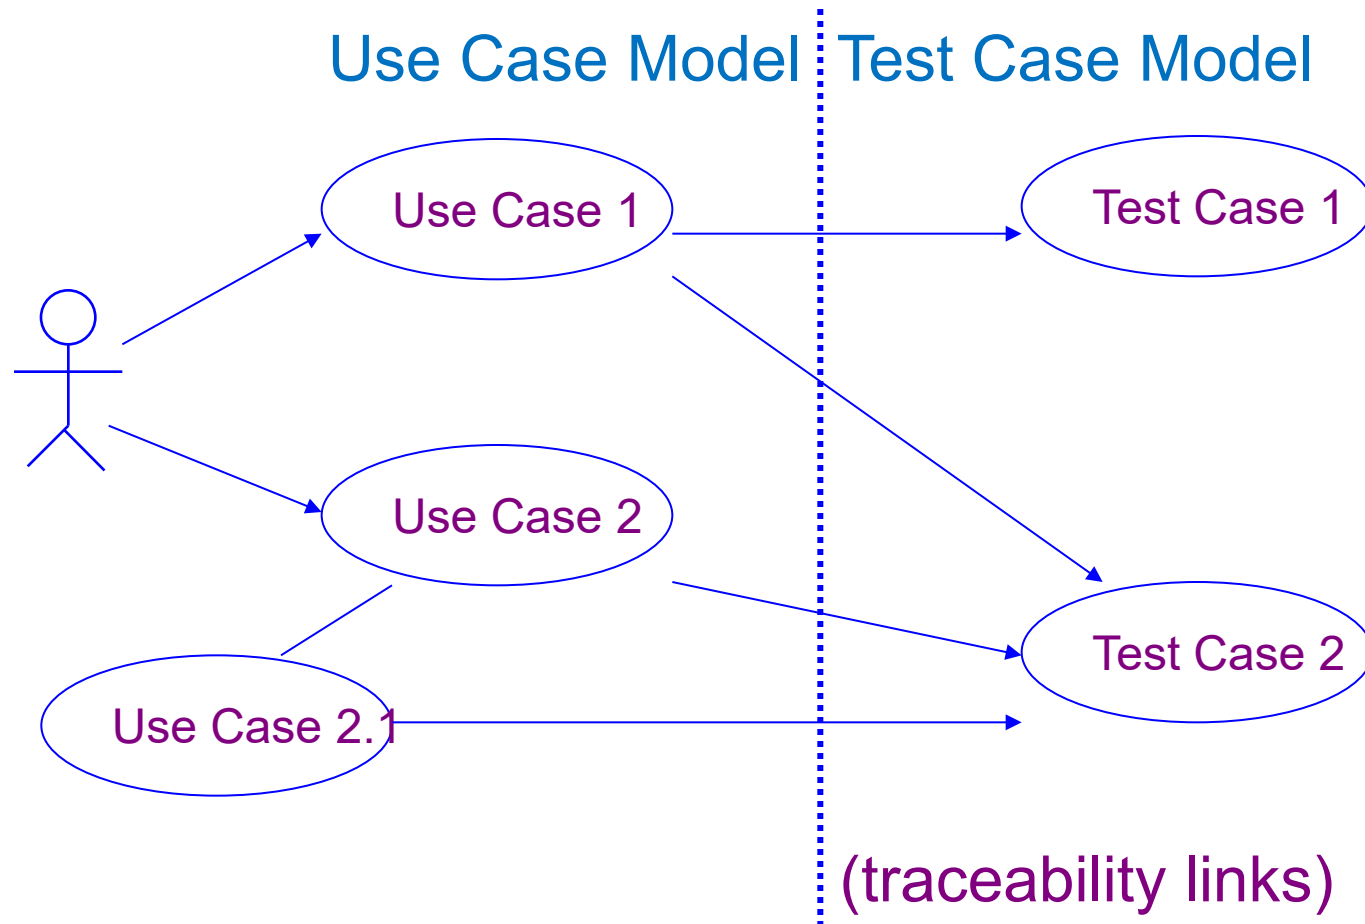 Use Case Model
Test Case Model
Use Case 1
Test Case 1
Use Case 2
Test Case 2
Use Case 2.1
(traceability links)